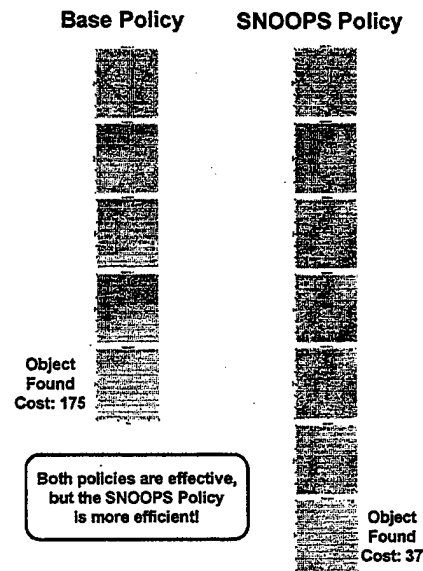 Base Policy
SNOOPS Policy
Object
Found
Cost: 175
Both policies are effective,
but the SNOOPS Policy
is more efficient!
Object
Found
Cost: 37